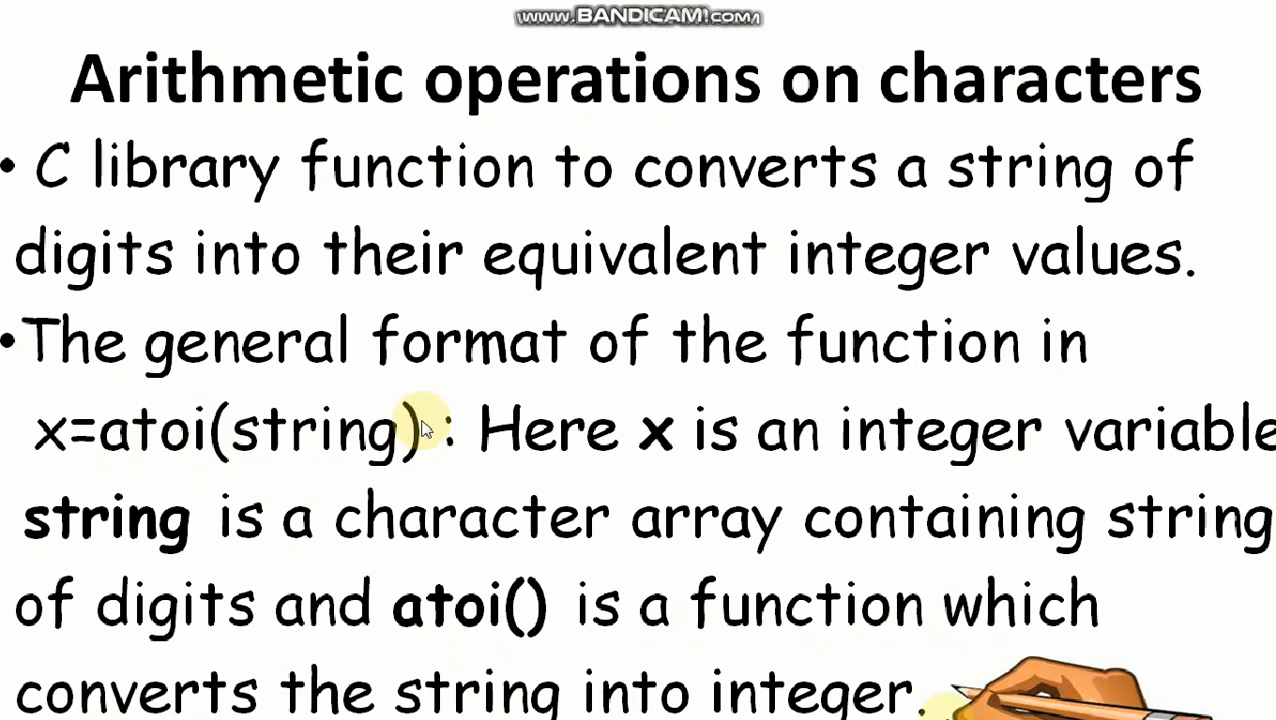 www.BANDICAM.com
Arithmetic operations on characters
• C library function to converts a string of
digits into their equivalent integer values.
•The general format of the function in
x=atoi(string) : Here x is an integer variable
string is a character array containing string
of digits and atoi() is a function which
converts the string into integer.